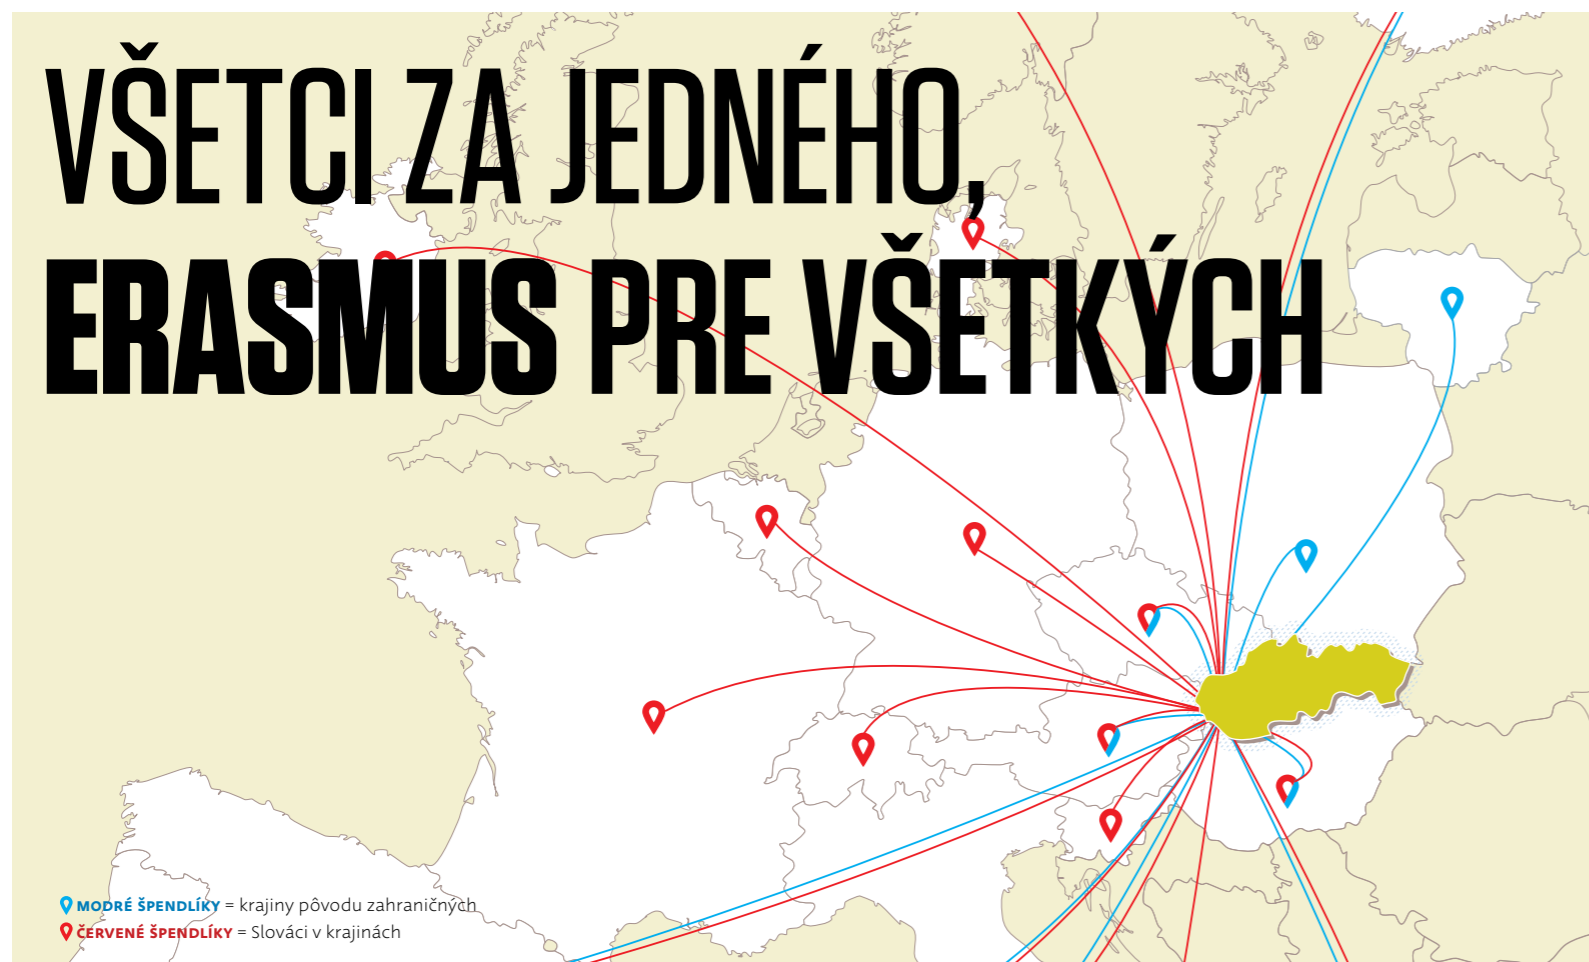 VŠETCI ZA JEDNÉHO,
ERASMUS PRE VŠETKÝCH
MODRÉ ŠPENDLÍKY = krajiny pôvodu zahraničných
ČERVENÉ ŠPENDLÍKY = Slováci v krajinách